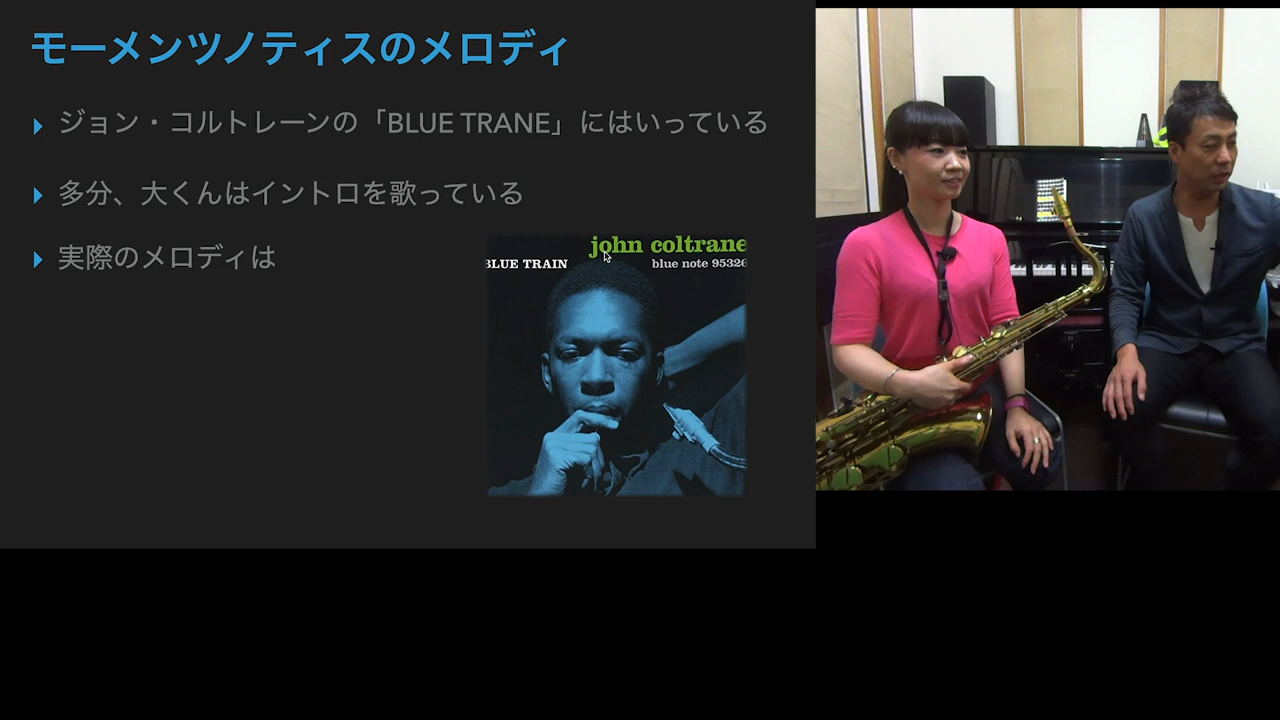 モーメンツノティスのメロディ
ジョン・コルトレーンの「BLUE TRANE」にはいっている
多分、大くんはイントロを歌っている
実際のメロディは
john coltrane
BLUE TRAIN
blue note 95326